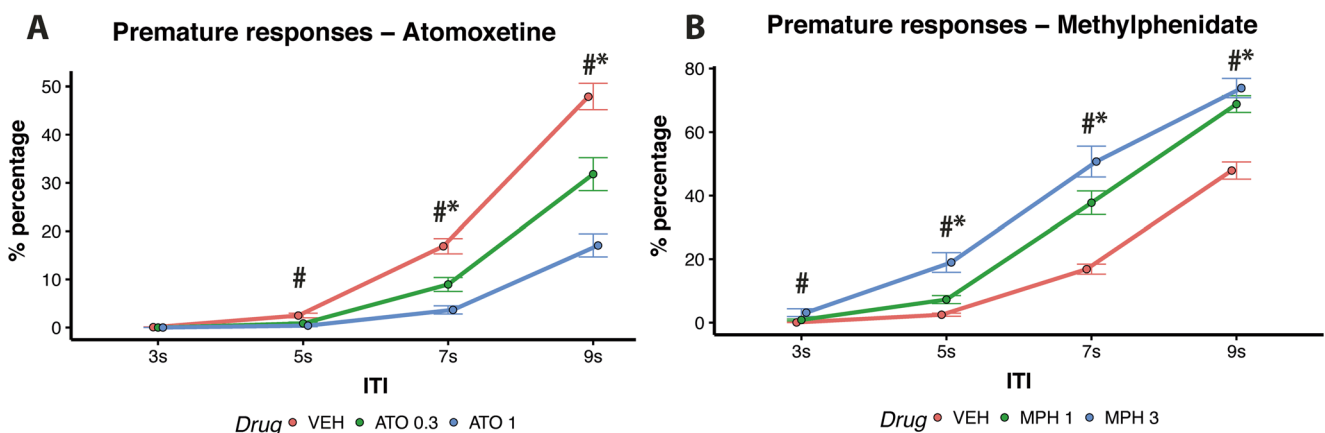 A
Premature responses – Atomoxetine
% percentage
50
40
30
20
10
0
#
#*
#*
3s 5s 7s 9s
ITI
Drug VEH ATO 0.3 ATO 1
B
Premature responses – Methylphenidate
% percentage
80
60
40
20
0
#
#*
#*
#*
3s 5s 7s 9s
ITI
Drug VEH MPH 1 MPH 3